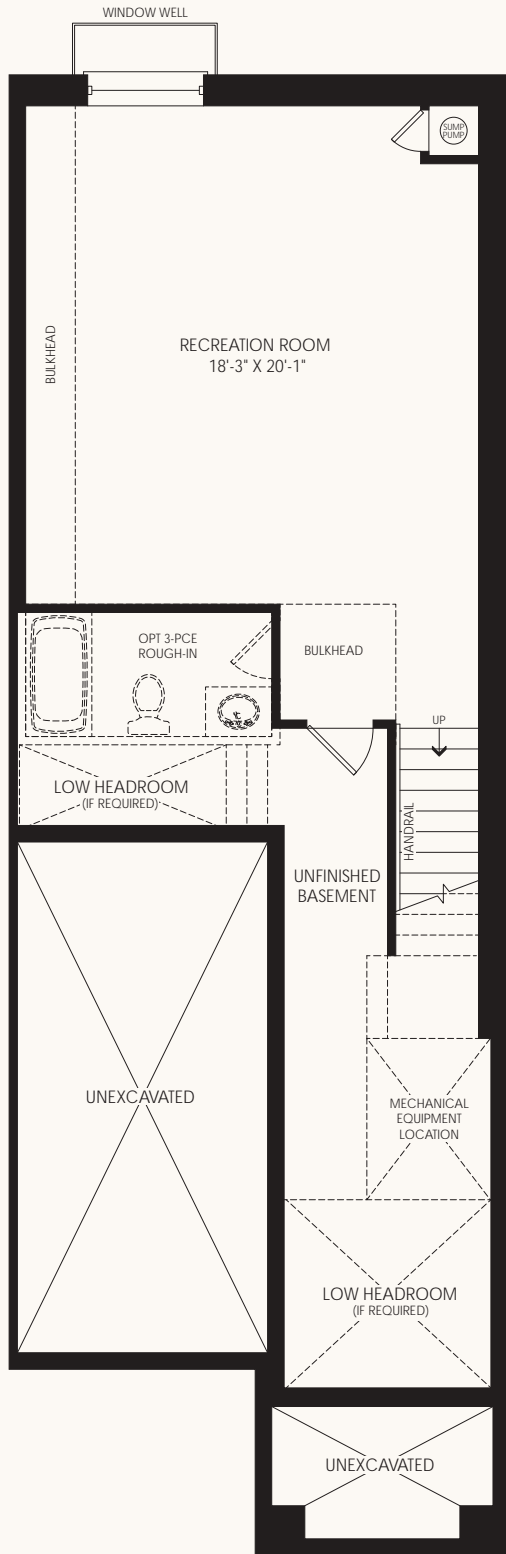 WINDOW WELL
SUMP
PUMP
BULKHEAD
RECREATION ROOM
18'-3" X 20'-1"
OPT 3-PCE
ROUGH-IN
BULKHEAD
UP
LOW HEADROOM
(IF REQUIRED)
HANDRAIL
UNFINISHED
BASEMENT
UNEXCAVATED
MECHANICAL
EQUIPMENT
LOCATION
LOW HEADROOM
(IF REQUIRED)
UNEXCAVATED